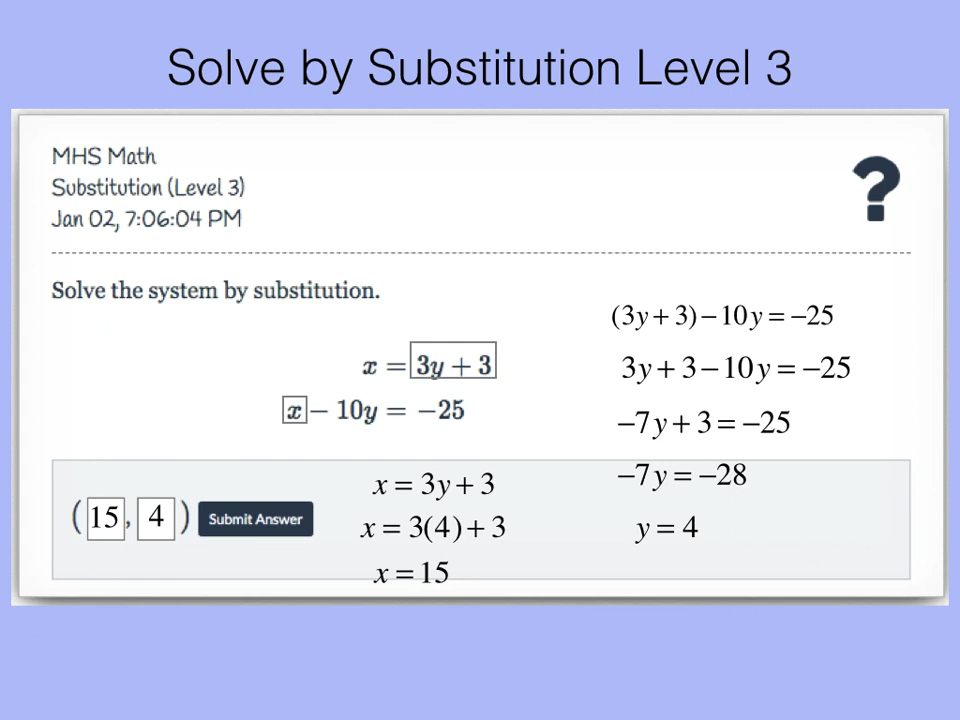 Solve by Substitution Level 3
MHS Math
Substitution (Level 3)
Jan 02, 7:06:04 PM
?
Solve the system by substitution.
x = 3y + 3
x − 10y = −25
(3y + 3) − 10y = −25
3y + 3 − 10y = −25
−7y + 3 = −25
−7y = −28
y = 4
x = 3y + 3
x = 3(4) + 3
x = 15
(15, 4) Submit Answer